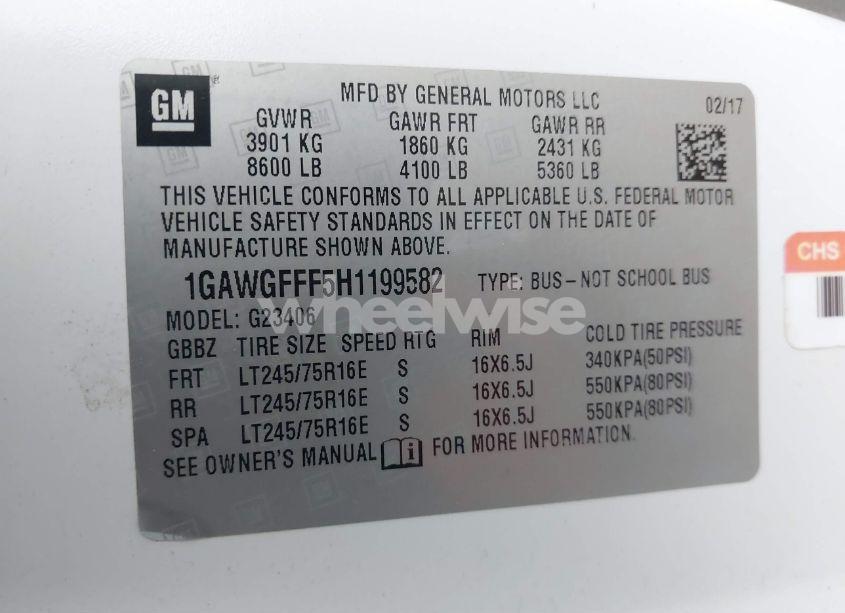 GM
MFD BY GENERAL MOTORS LLC
02/17
GVWR GAWR FRT GAWR RR
3901 KG 1860 KG 2431 KG
8600 LB 4100 LB 5360 LB
THIS VEHICLE CONFORMS TO ALL APPLICABLE U.S. FEDERAL MOTOR
VEHICLE SAFETY STANDARDS IN EFFECT ON THE DATE OF
MANUFACTURE SHOWN ABOVE.
1GAWGFFF5H1199582 TYPE: BUS-NOT SCHOOL BUS
Wheelwise
MODEL: G23406
GBBZ TIRE SIZE SPEED RTG RIM COLD TIRE PRESSURE
FRT LT245/75R16E S 16X6.5J 340KPA(50PSI)
RR LT245/75R16E S 16X6.5J 550KPA(80PSI)
SPA LT245/75R16E S 16X6.5J 550KPA(80PSI)
SEE OWNER'S MANUAL i FOR MORE INFORMATION.
CHS